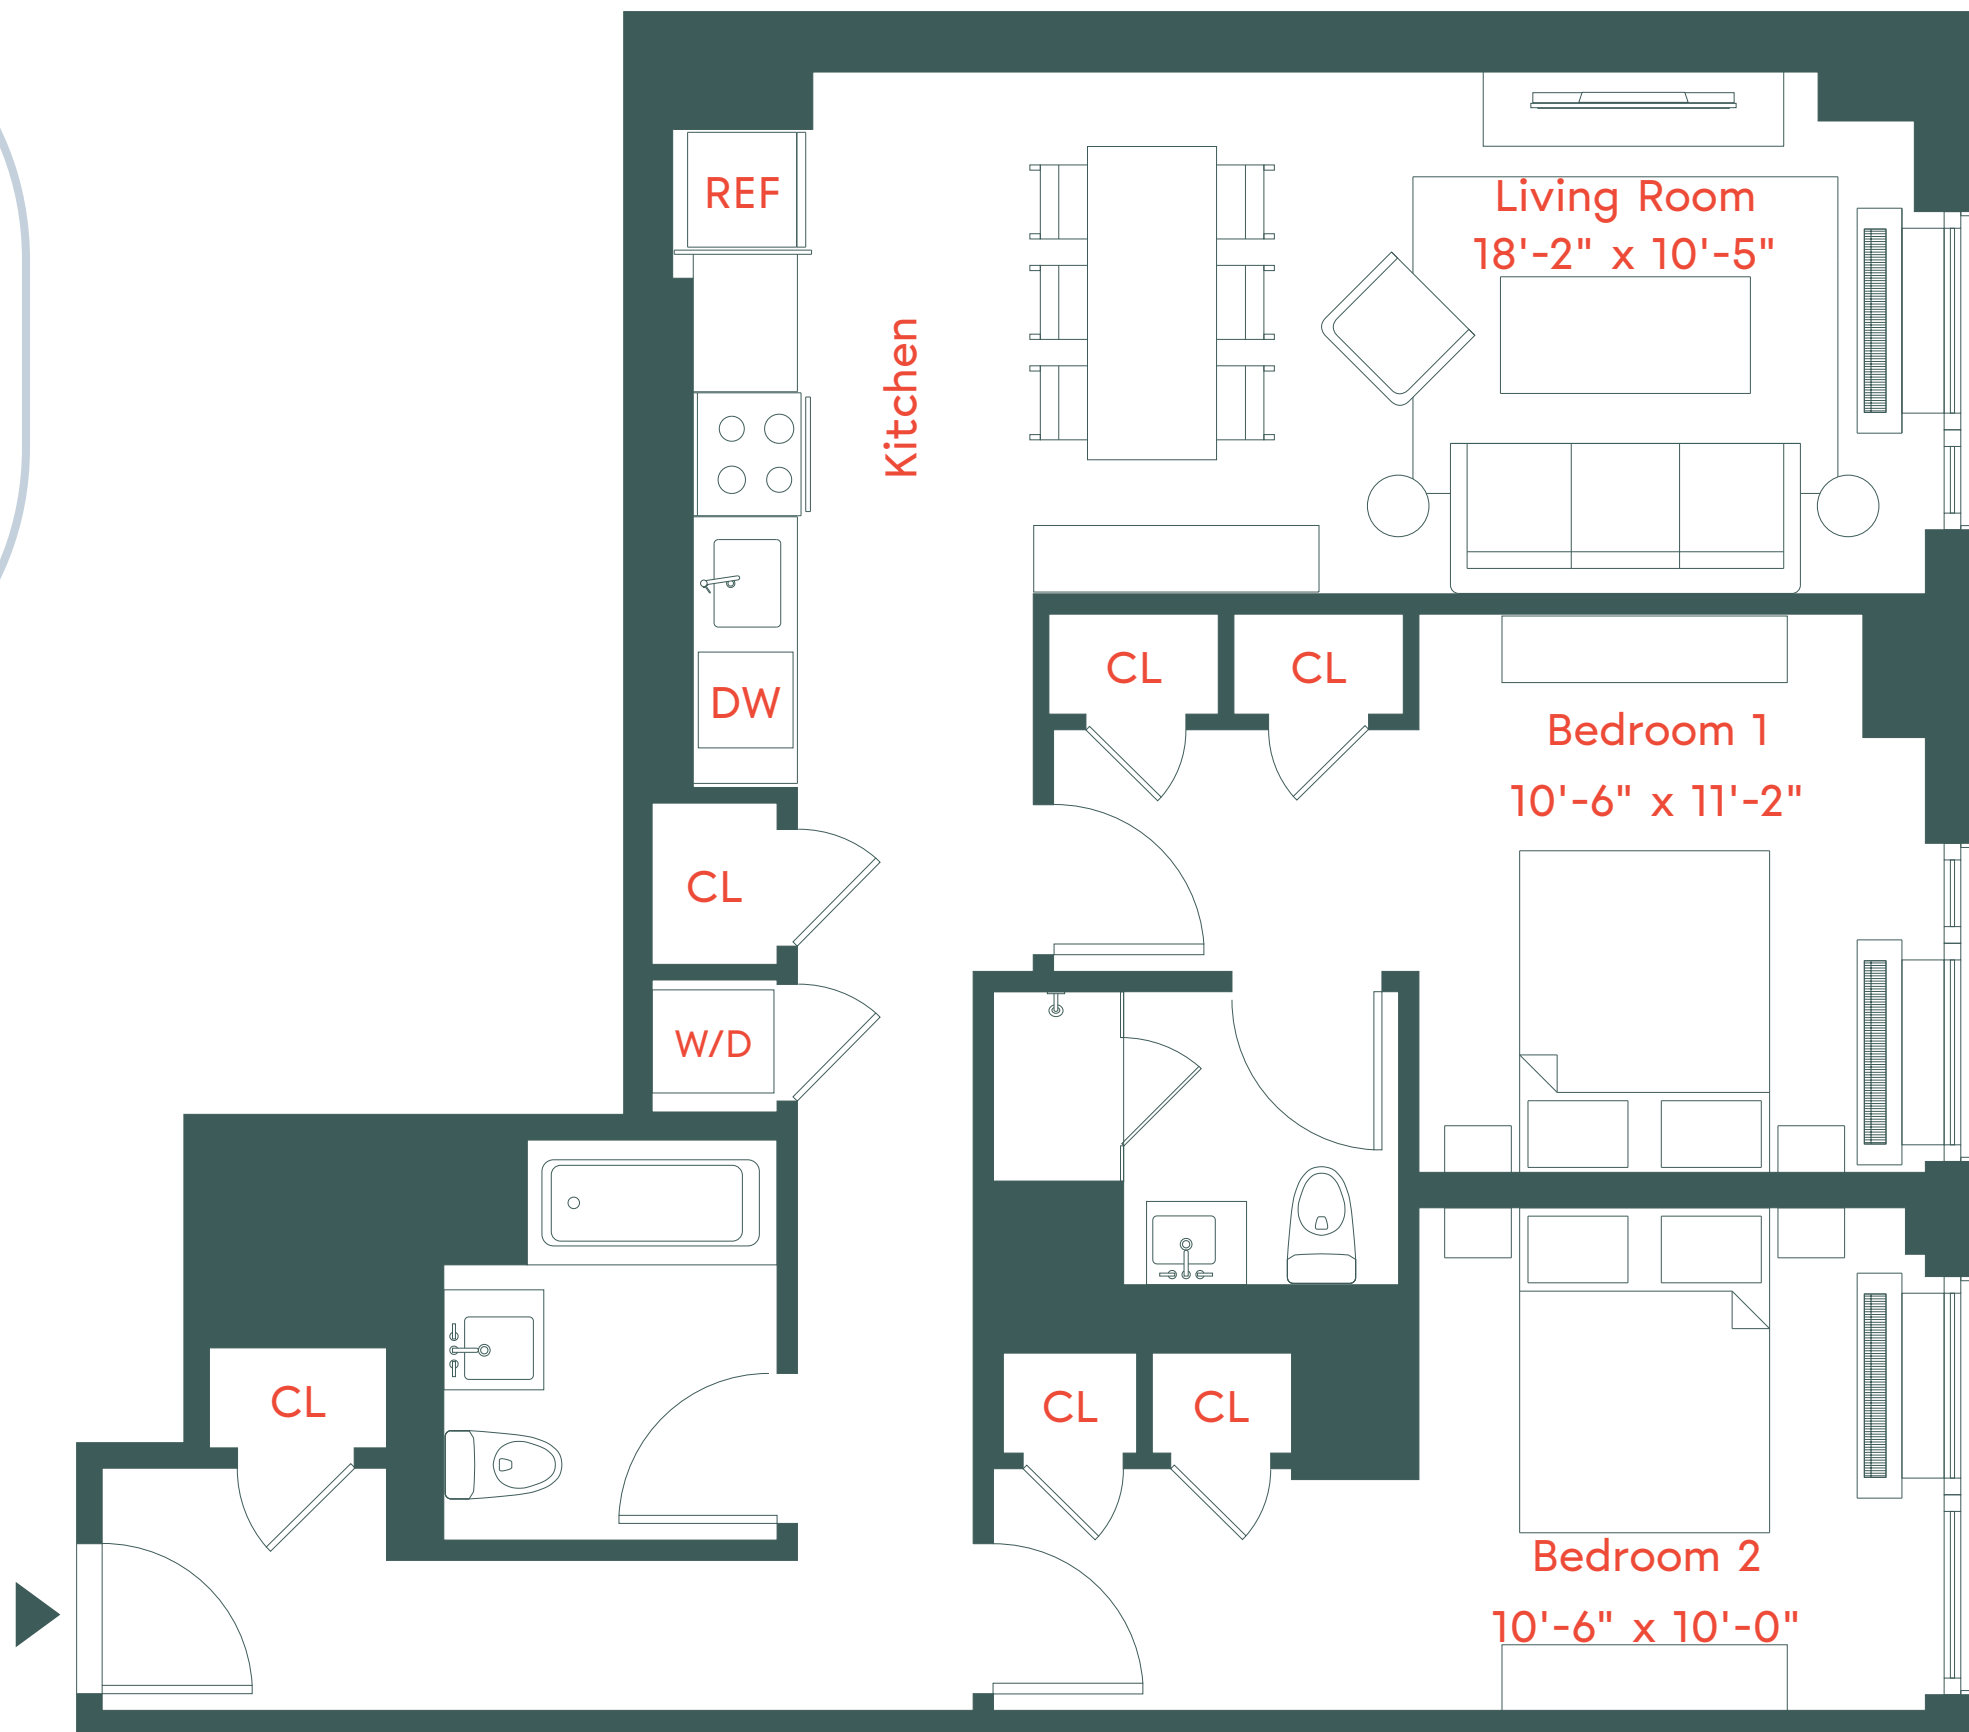 REF
Living Room
18'-2" x 10'-5"
Kitchen
CL
CL
DW
Bedroom 1
10'-6" x 11'-2"
CL
W/D
CL
CL
CL
Bedroom 2
10'-6" x 10'-0"